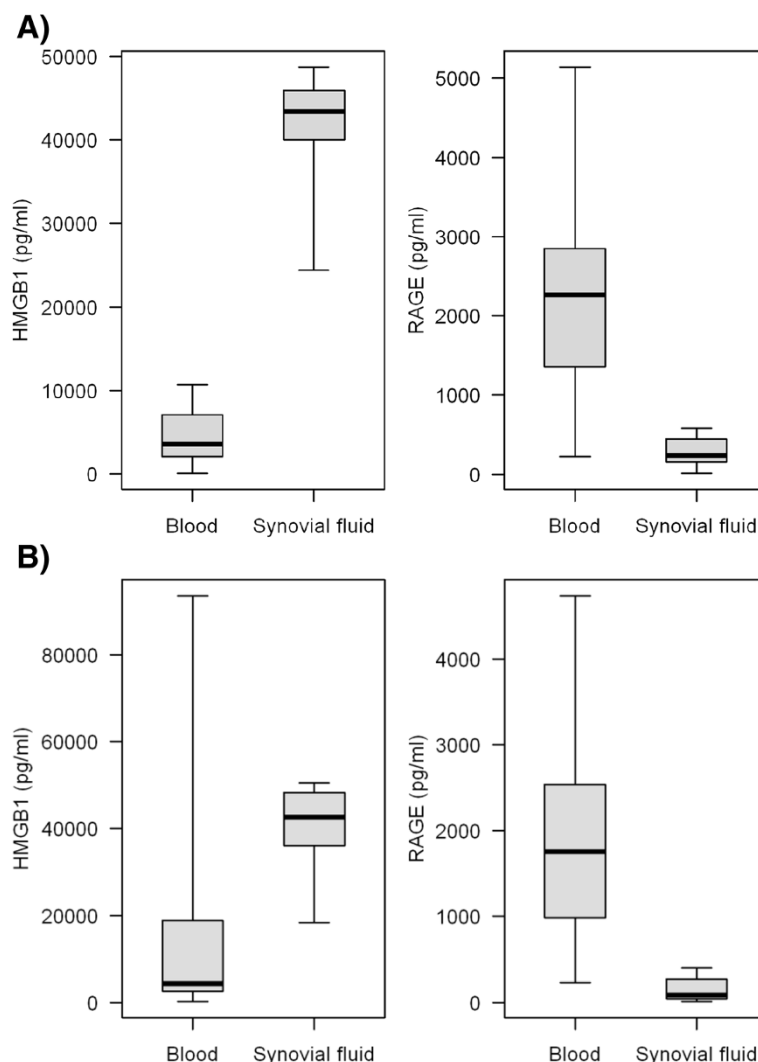 A)
HMGB1 (pg/ml)
50000
40000
30000
20000
10000
0
Blood
Synovial fluid
RAGE (pg/ml)
5000
4000
3000
2000
1000
0
Blood
Synovial fluid
B)
HMGB1 (pg/ml)
80000
60000
40000
20000
0
Blood
Synovial fluid
RAGE (pg/ml)
4000
3000
2000
1000
0
Blood
Synovial fluid